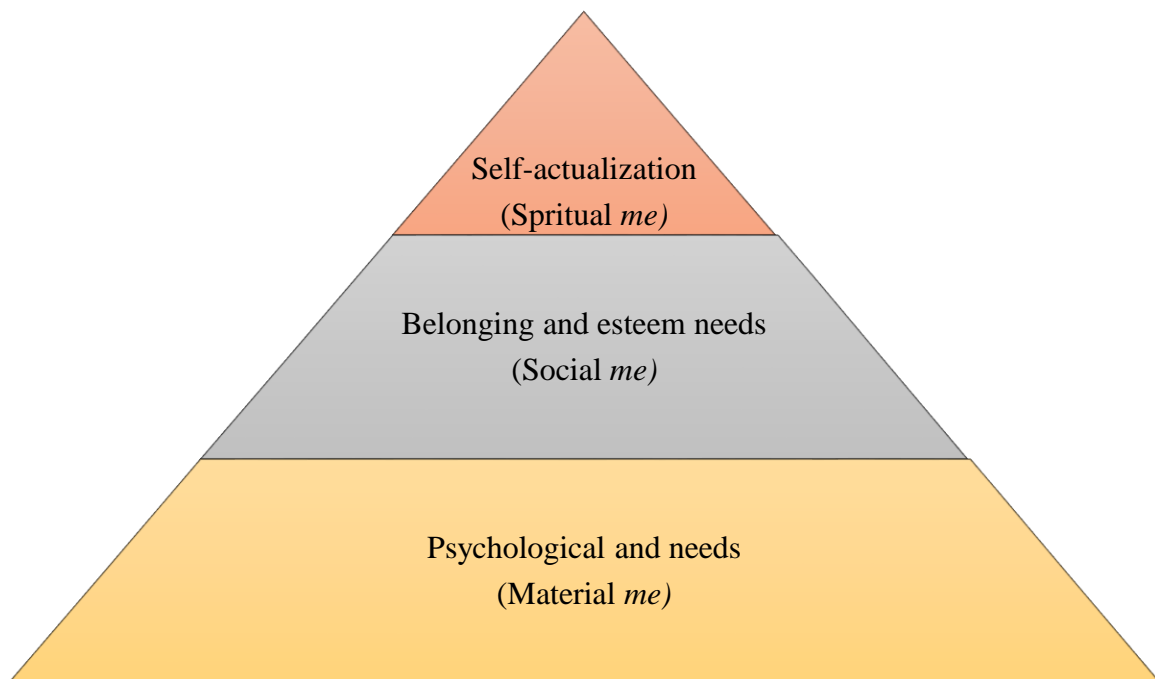 Self-actualization
(Spritual me)
Belonging and esteem needs
(Social me)
Psychological and needs
(Material me)